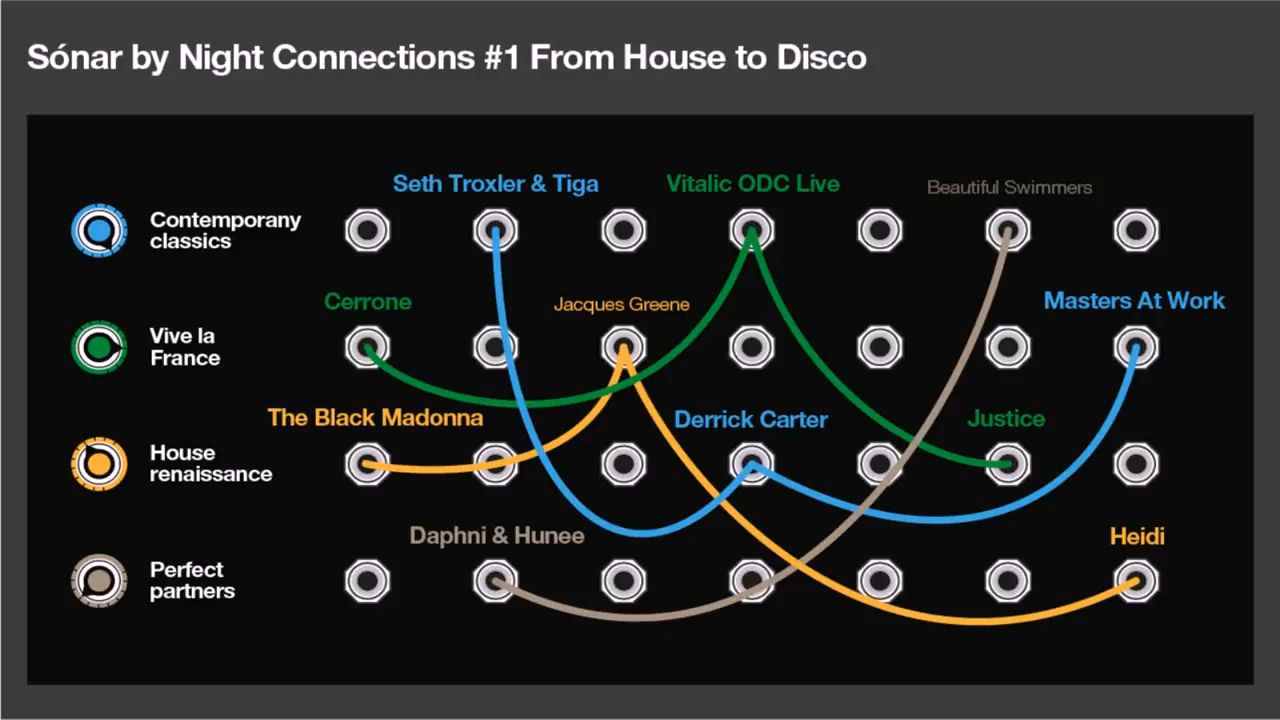 Sónar by Night Connections #1 From House to Disco
Seth Troxler & Tiga
Vitalic ODC Live
Beautiful Swimmers
Contemporany
classics
Cerrone
Jacques Greene
Masters At Work
Vive la
France
The Black Madonna
Derrick Carter
Justice
House
renaissance
Daphni & Hunee
Heidi
Perfect
partners